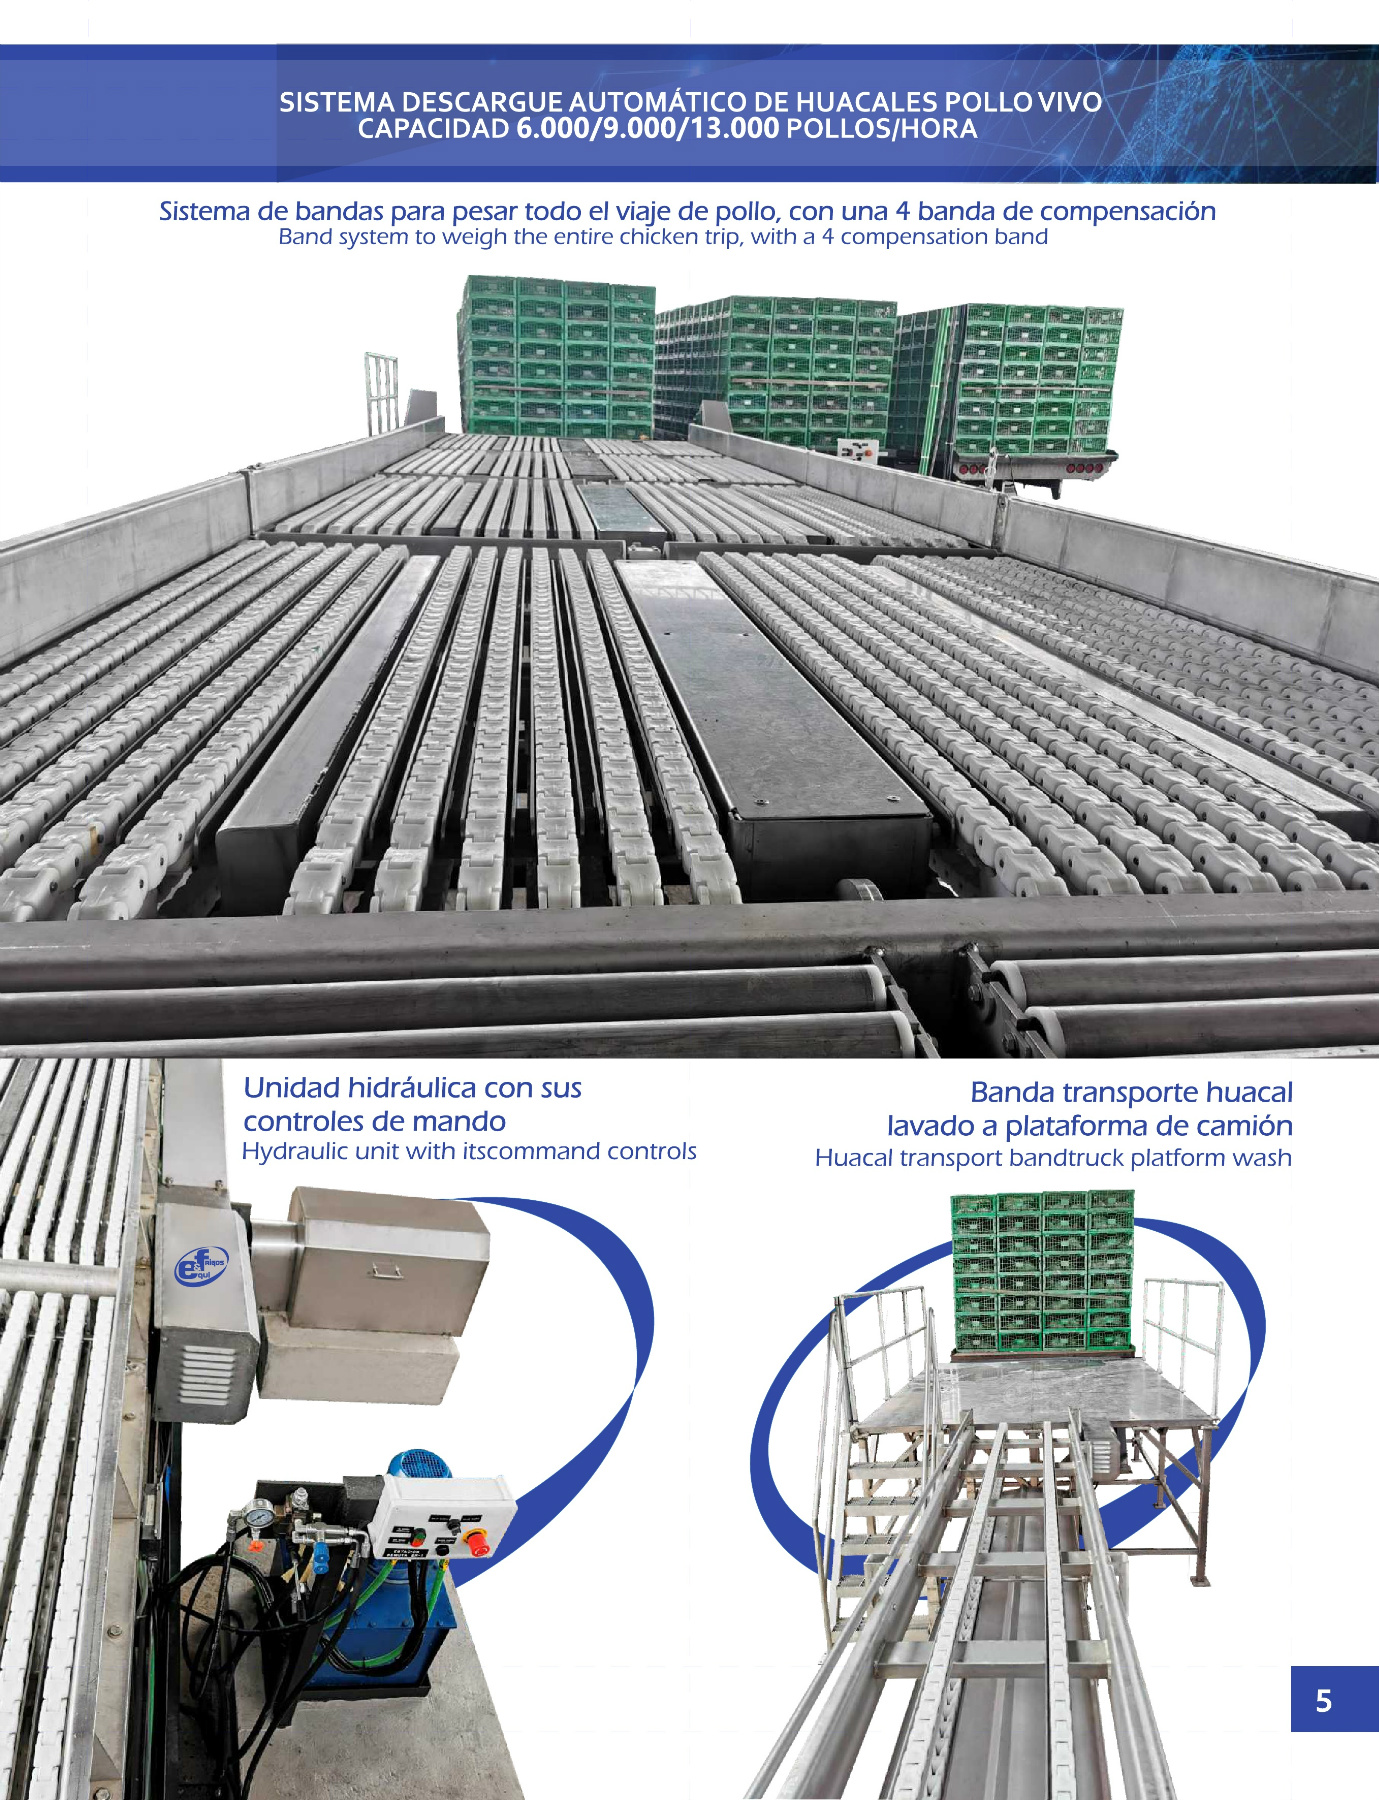 SISTEMA DESCARGUE AUTOMÁTICO DE HUACALES POLLO VIVO
CAPACIDAD 6.000/9.000/13.000 POLLOS/HORA
Sistema de bandas para pesar todo el viaje de pollo, con una 4 banda de compensación
Band system to weigh the entire chicken trip, with a 4 compensation band
Unidad hidráulica con sus
controles de mando
Hydraulic unit with itscommand controls
Banda transporte huacal
lavado a plataforma de camión
Huacal transport bandtruck platform wash
5